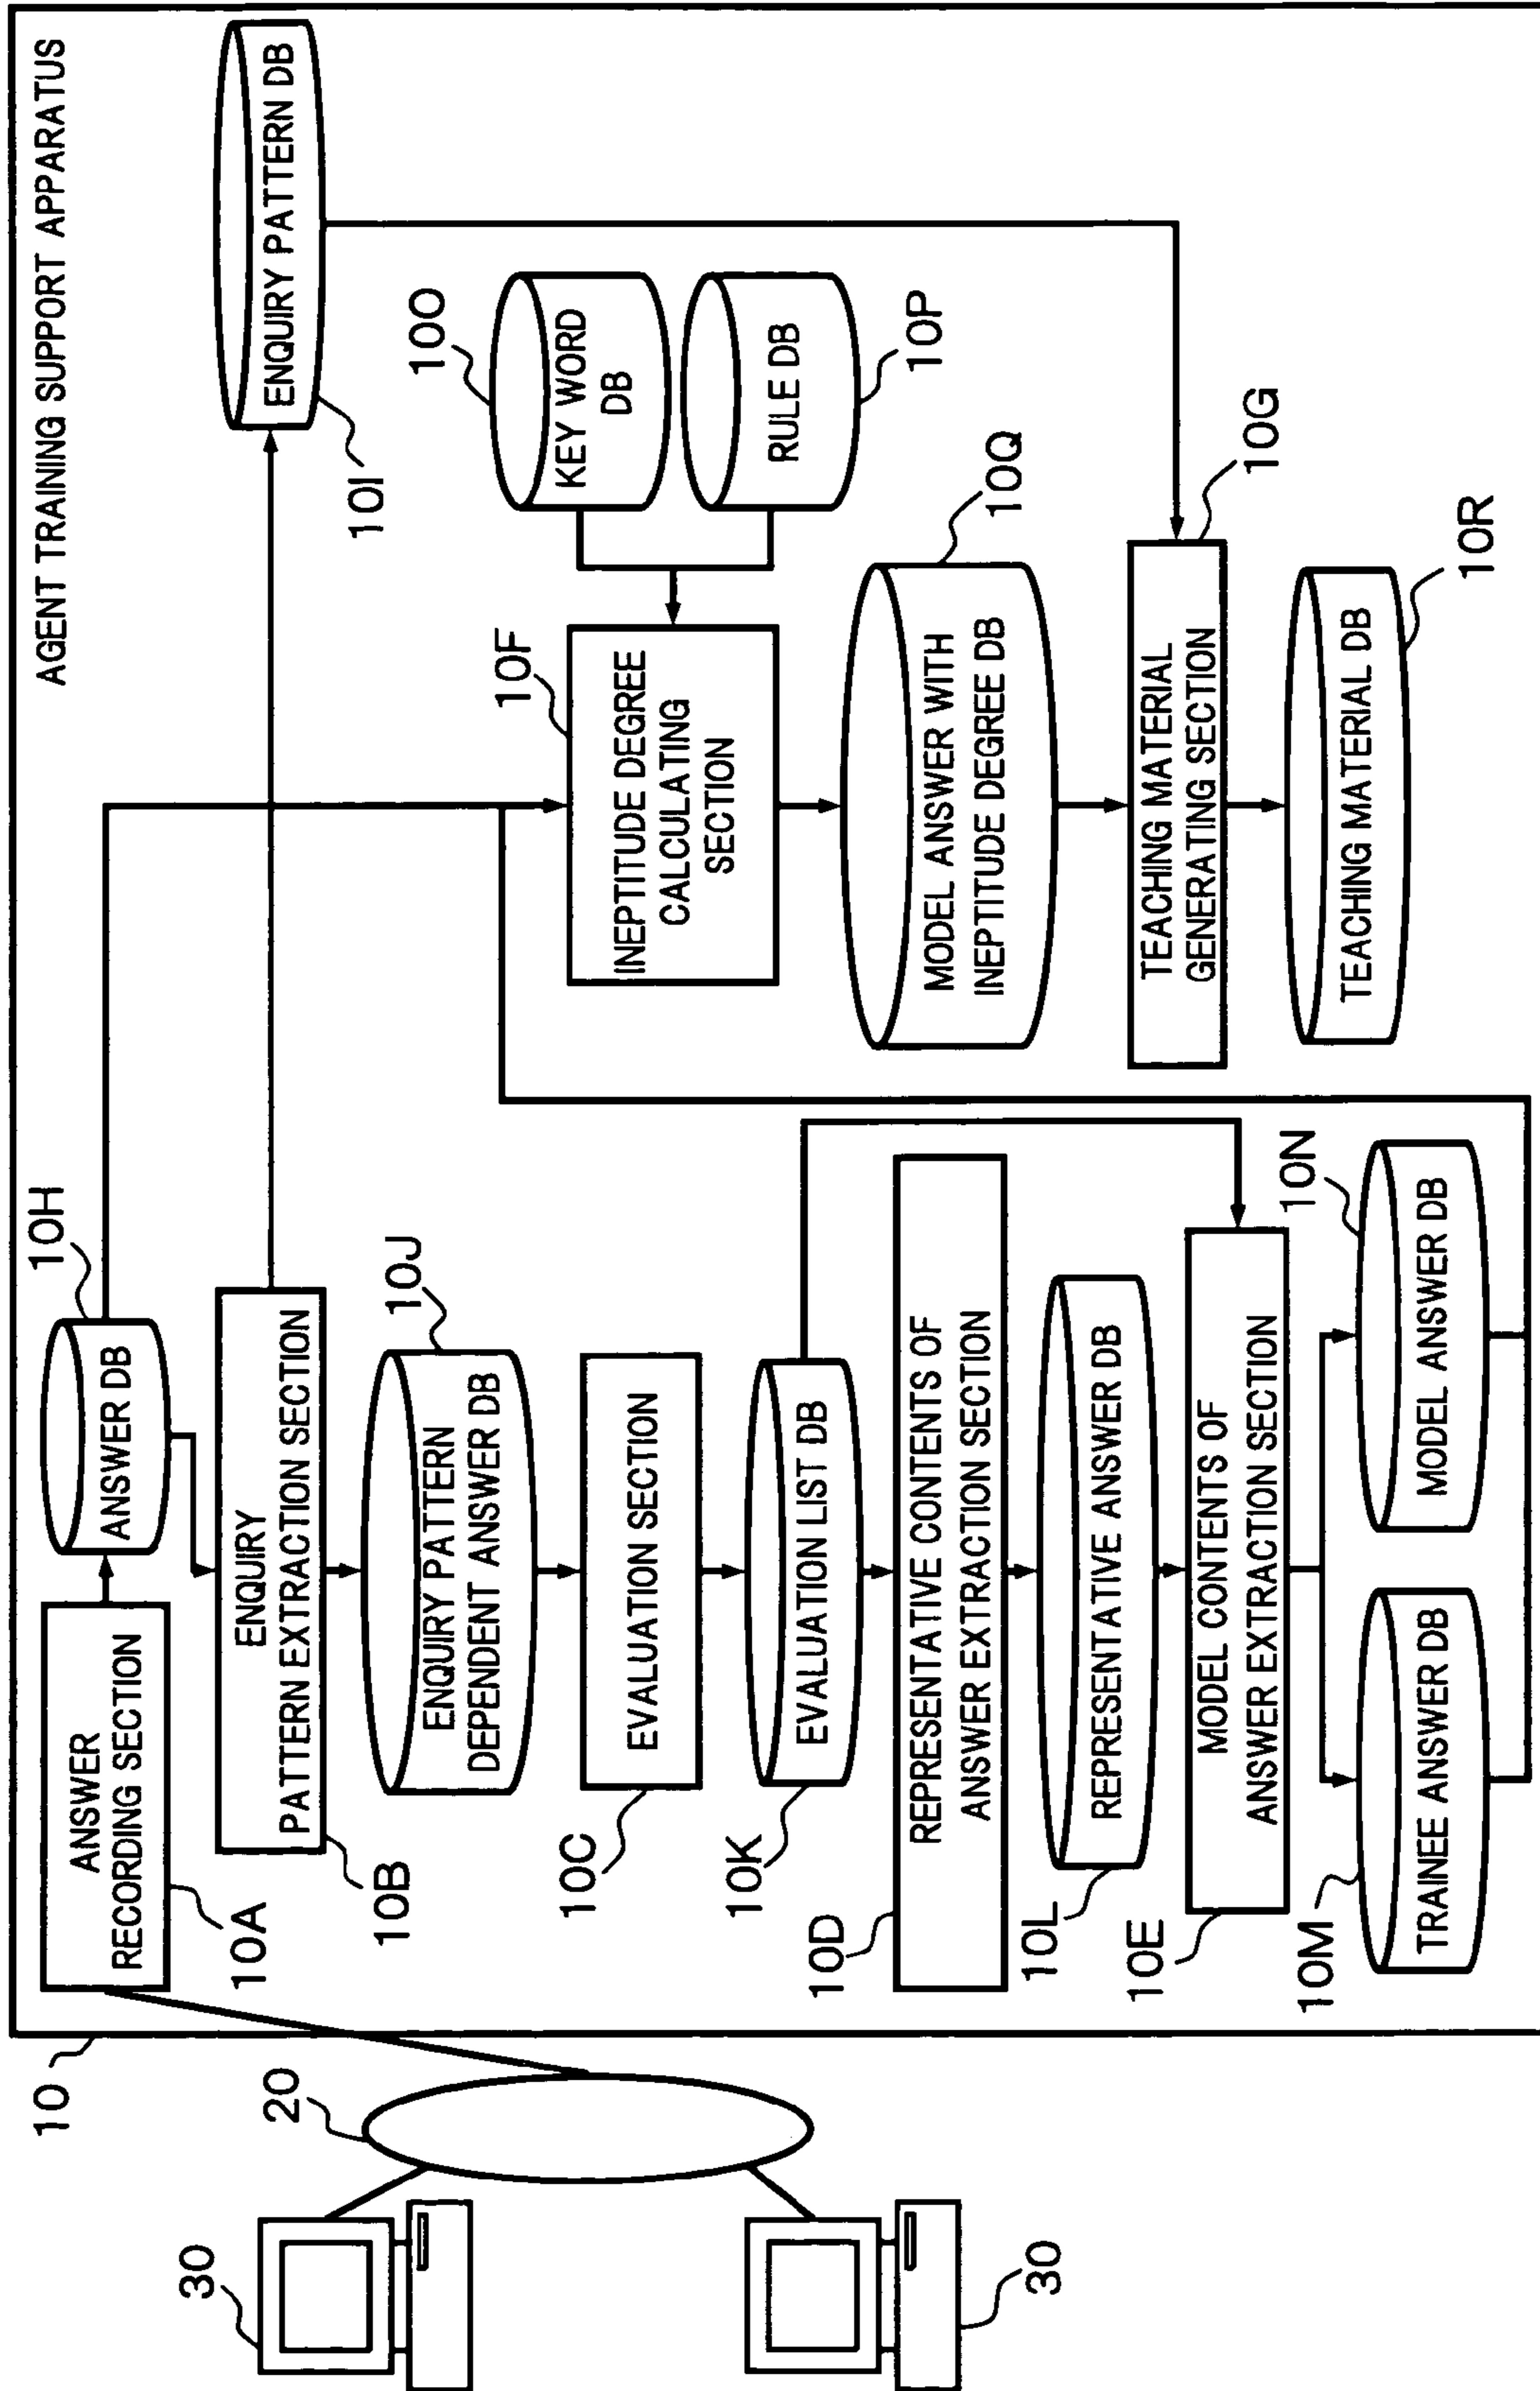 AGENT TRAINING SUPPORT APPARATUS
10
20
30
30
ANSWER
RECORDING SECTION
10A
ANSWER DB
10H
ENQUIRY
PATTERN EXTRACTION SECTION
10B
ENQUIRY PATTERN DB
10I
ENQUIRY PATTERN
DEPENDENT ANSWER DB
10J
EVALUATION SECTION
10C
EVALUATION LIST DB
10K
REPRESENTATIVE CONTENTS OF
ANSWER EXTRACTION SECTION
10D
REPRESENTATIVE ANSWER DB
10L
MODEL CONTENTS OF
ANSWER EXTRACTION SECTION
10E
TRAINEE ANSWER DB
10M
MODEL ANSWER DB
10N
INEPTITUDE DEGREE
CALCULATING
SECTION
10F
KEY WORD
DB
10O
RULE DB
10P
MODEL ANSWER WITH
INEPTITUDE DEGREE DB
10Q
TEACHING MATERIAL
GENERATING SECTION
10G
TEACHING MATERIAL DB
10R